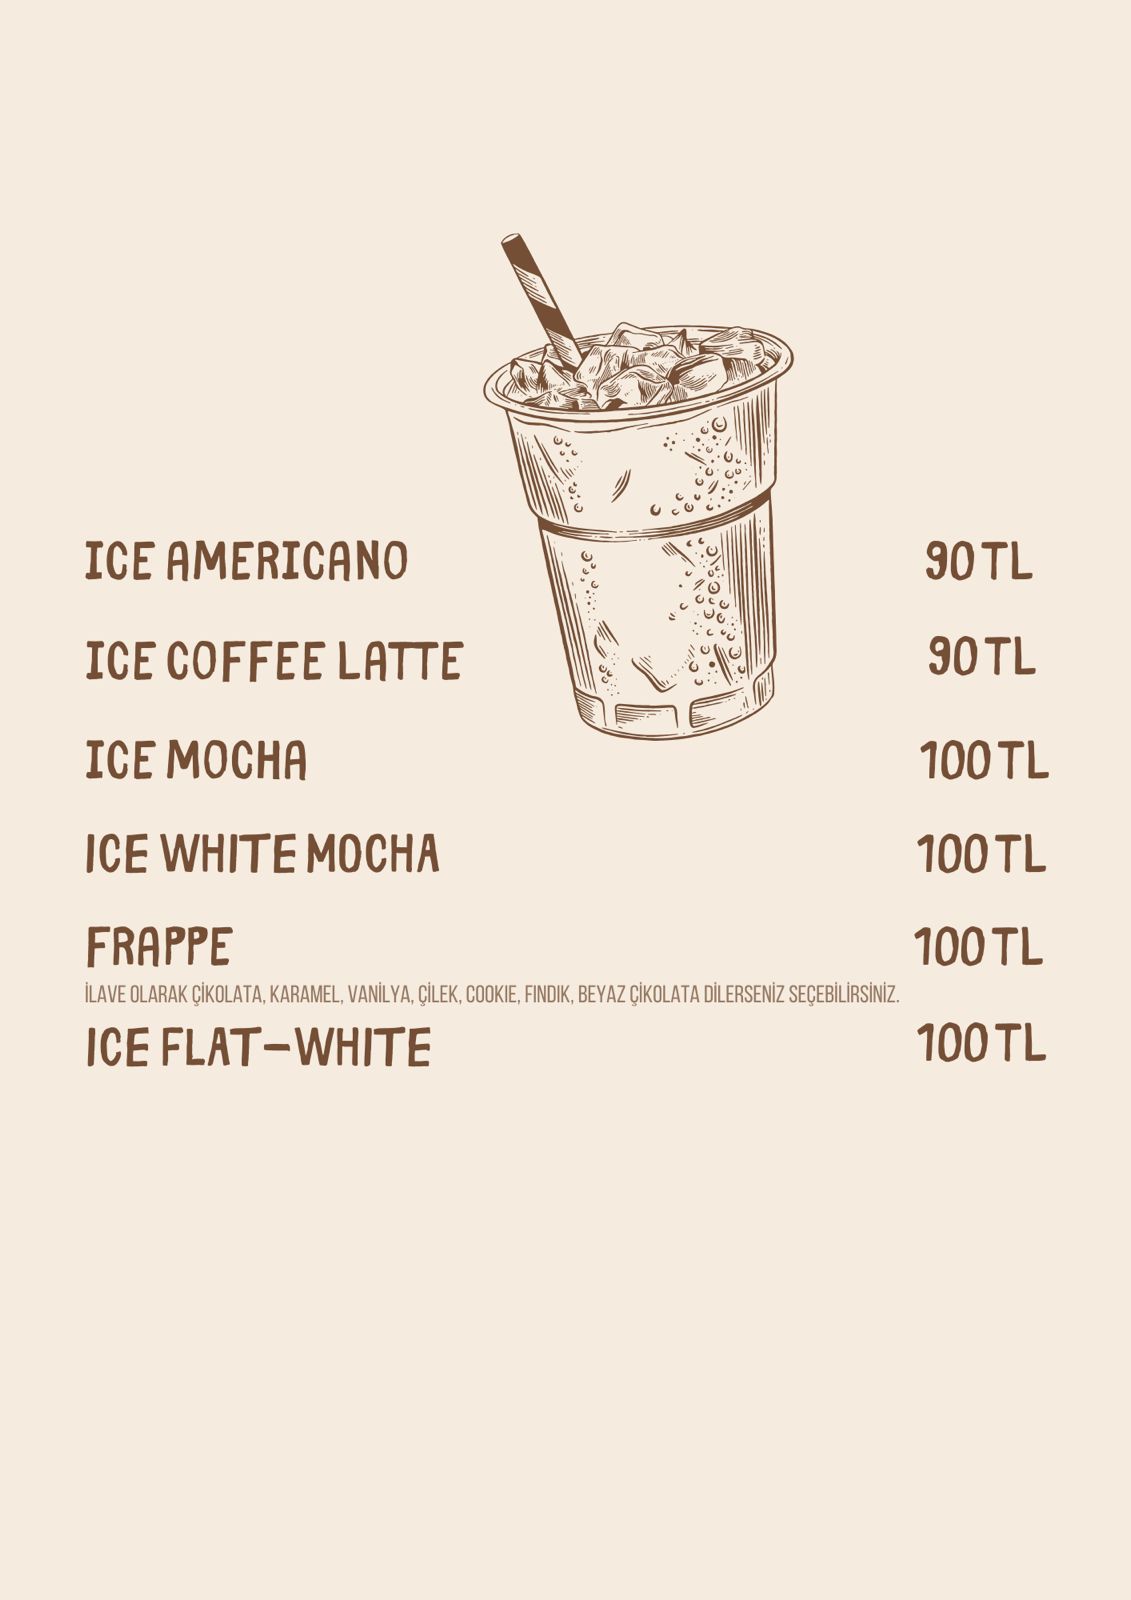 ICE AMERICANO 90 TL
ICE COFFEE LATTE 90 TL
ICE MOCHA 100 TL
ICE WHITE MOCHA 100 TL
FRAPPE 100 TL
İLAVE OLARAK ÇİKOLATA, KARAMEL, VANİLYA, ÇİLEK, COOKIE, FINDIK, BEYAZ ÇİKOLATA DİLERSENİZ SEÇEBİLİRSİNİZ.
ICE FLAT-WHITE 100 TL